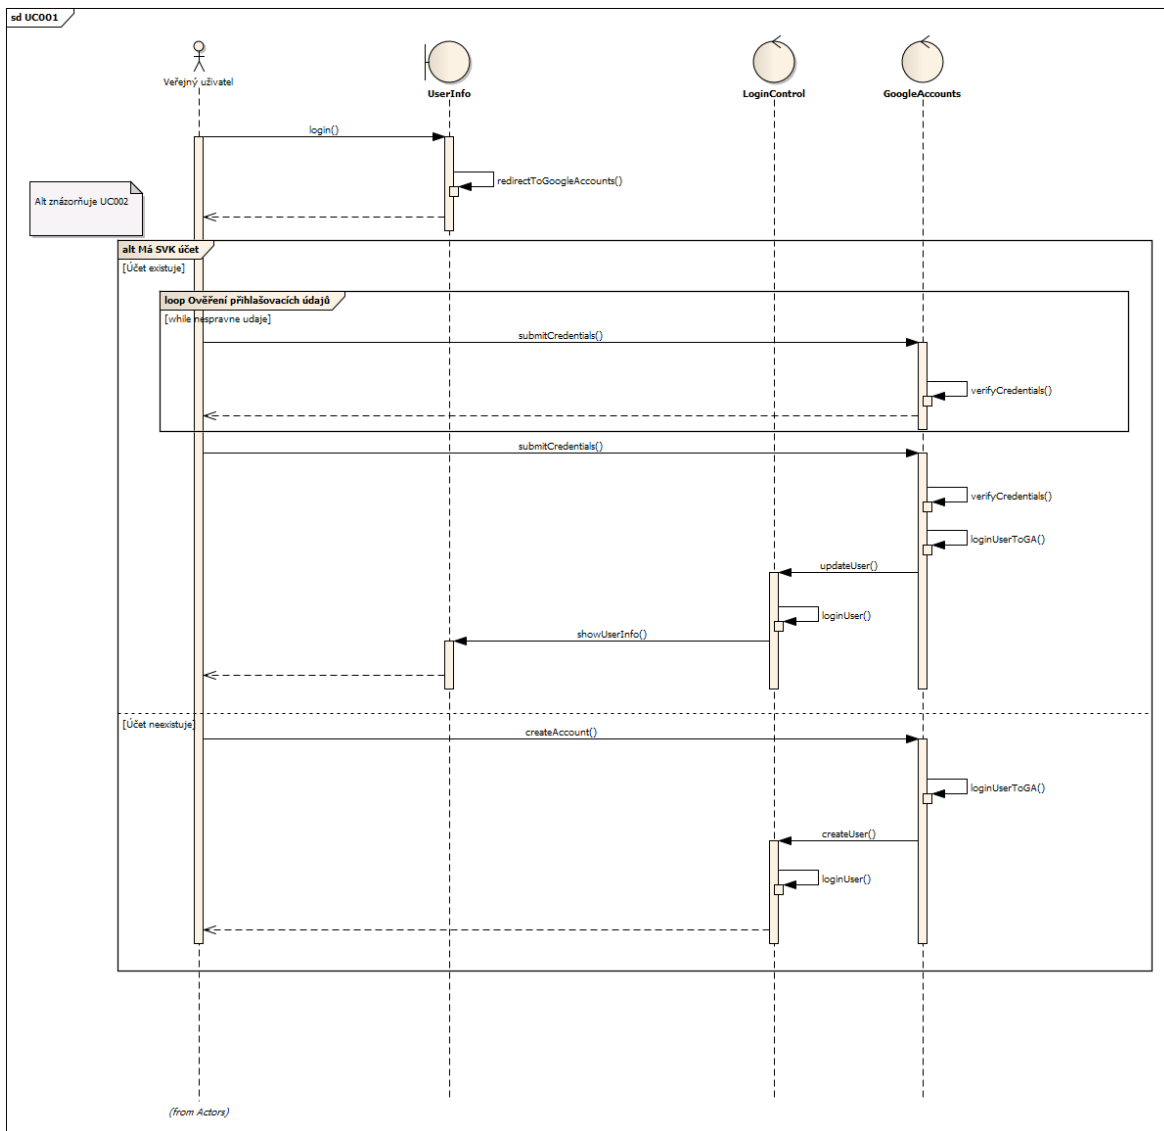 sd UC001
Veřejný uživatel
UserInfo
LoginControl
GoogleAccounts
login()
redirectToGoogleAccounts()
Alt znázorňuje UC002
alt Má SVK účet
[Účet existuje]
loop Ověření přihlašovacích údajů
[while nespravne udaje]
submitCredentials()
verifyCredentials()
submitCredentials()
verifyCredentials()
loginUserToGA()
updateUser()
loginUser()
showUserInfo()
[Účet neexistuje]
createAccount()
loginUserToGA()
createUser()
loginUser()
(from Actors)